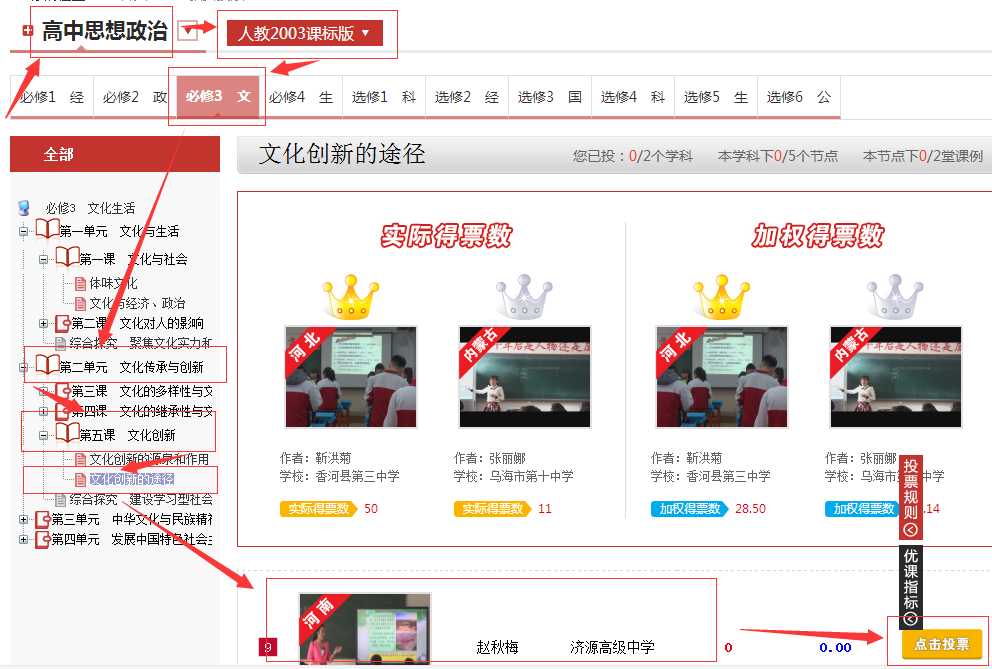 高中思想政治
人教2003课标版
必修1 经
必修2 政
必修3 文
必修4 生
选修1 科
选修2 经
选修3 国
选修4 科
选修5 生
选修6 公
全部
文化创新的途径
您已投：0/2个学科 本学科下0/5个节点 本节点下0/2堂课例
必修3 文化生活
第一单元 文化与生活
第一课 文化与社会
体味文化
文化与经济、政治
第二课 文化对人的影响
综合探究 聚焦文化实力和
第二单元 文化传承与创新
第三课 文化的多样性与文
第四课 文化的继承性与文
第五课 文化创新
文化创新的源泉和作用
文化创新的途径
综合探究 建设学习型社会
第三单元 中华文化与民族精神
第四单元 发展中国特色社会主
实际得票数
河北
作者：靳洪菊
学校：香河县第三中学
实际得票数 50
内蒙古
作者：张丽娜
学校：乌海市第十中学
实际得票数 11
加权得票数
河北
作者：靳洪菊
学校：香河县第三中学
加权得票数 28.50
内蒙古
作者：张丽娜
学校：乌海市 中学
加权得票数 .14
投票规则
优课指标
9
河南
赵秋梅
济源高级中学
0
0.00
点击投票